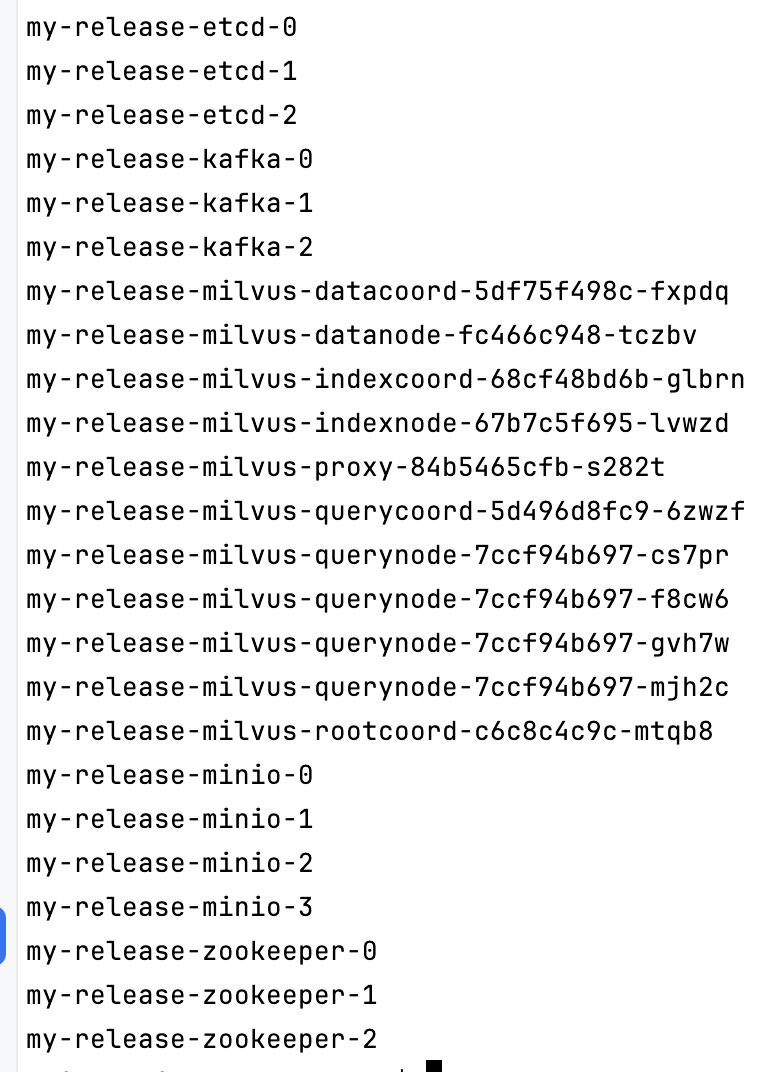 my-release-etcd-0
my-release-etcd-1
my-release-etcd-2
my-release-kafka-0
my-release-kafka-1
my-release-kafka-2
my-release-milvus-datacoord-5df75f498c-fxpdq
my-release-milvus-datanode-fc466c948-tczbv
my-release-milvus-indexcoord-68cf48bd6b-glbrn
my-release-milvus-indexnode-67b7c5f695-lvwzd
my-release-milvus-proxy-84b5465cfb-s282t
my-release-milvus-querycoord-5d496d8fc9-6zwzf
my-release-milvus-querynode-7ccf94b697-cs7pr
my-release-milvus-querynode-7ccf94b697-f8cw6
my-release-milvus-querynode-7ccf94b697-gvh7w
my-release-milvus-querynode-7ccf94b697-mjh2c
my-release-milvus-rootcoord-c6c8c4c9c-mtqb8
my-release-minio-0
my-release-minio-1
my-release-minio-2
my-release-minio-3
my-release-zookeeper-0
my-release-zookeeper-1
my-release-zookeeper-2